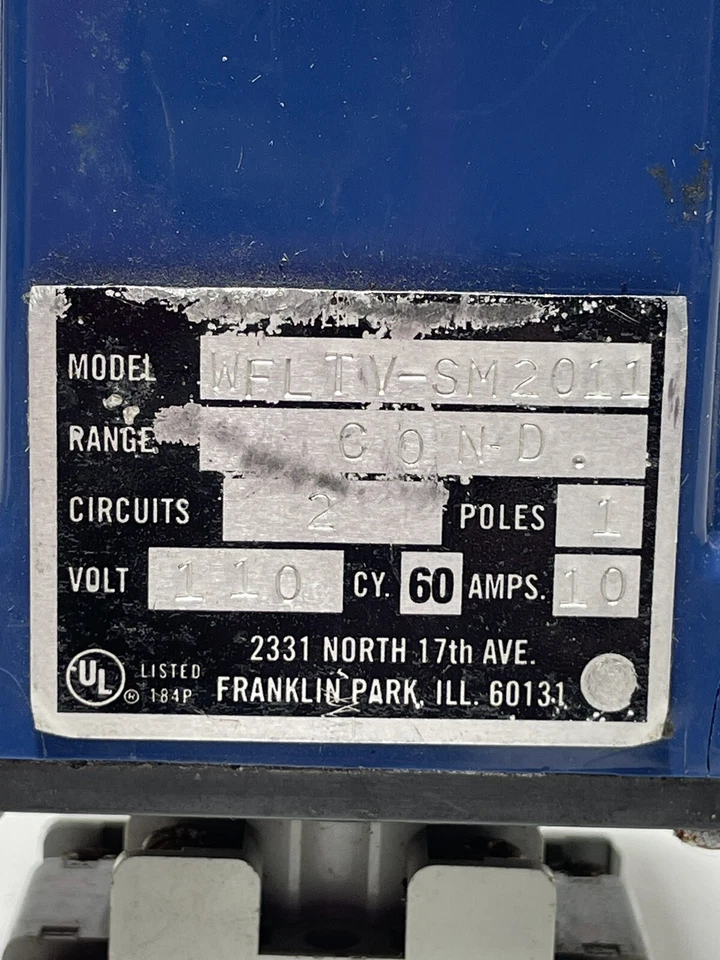 MODEL WFLTV-SM2011
RANGE COND.
CIRCUITS 2 POLES 1
VOLT 110 CY. 60 AMPS. 10
2331 NORTH 17th AVE.
UL ® LISTED 184P FRANKLIN PARK, ILL. 60131